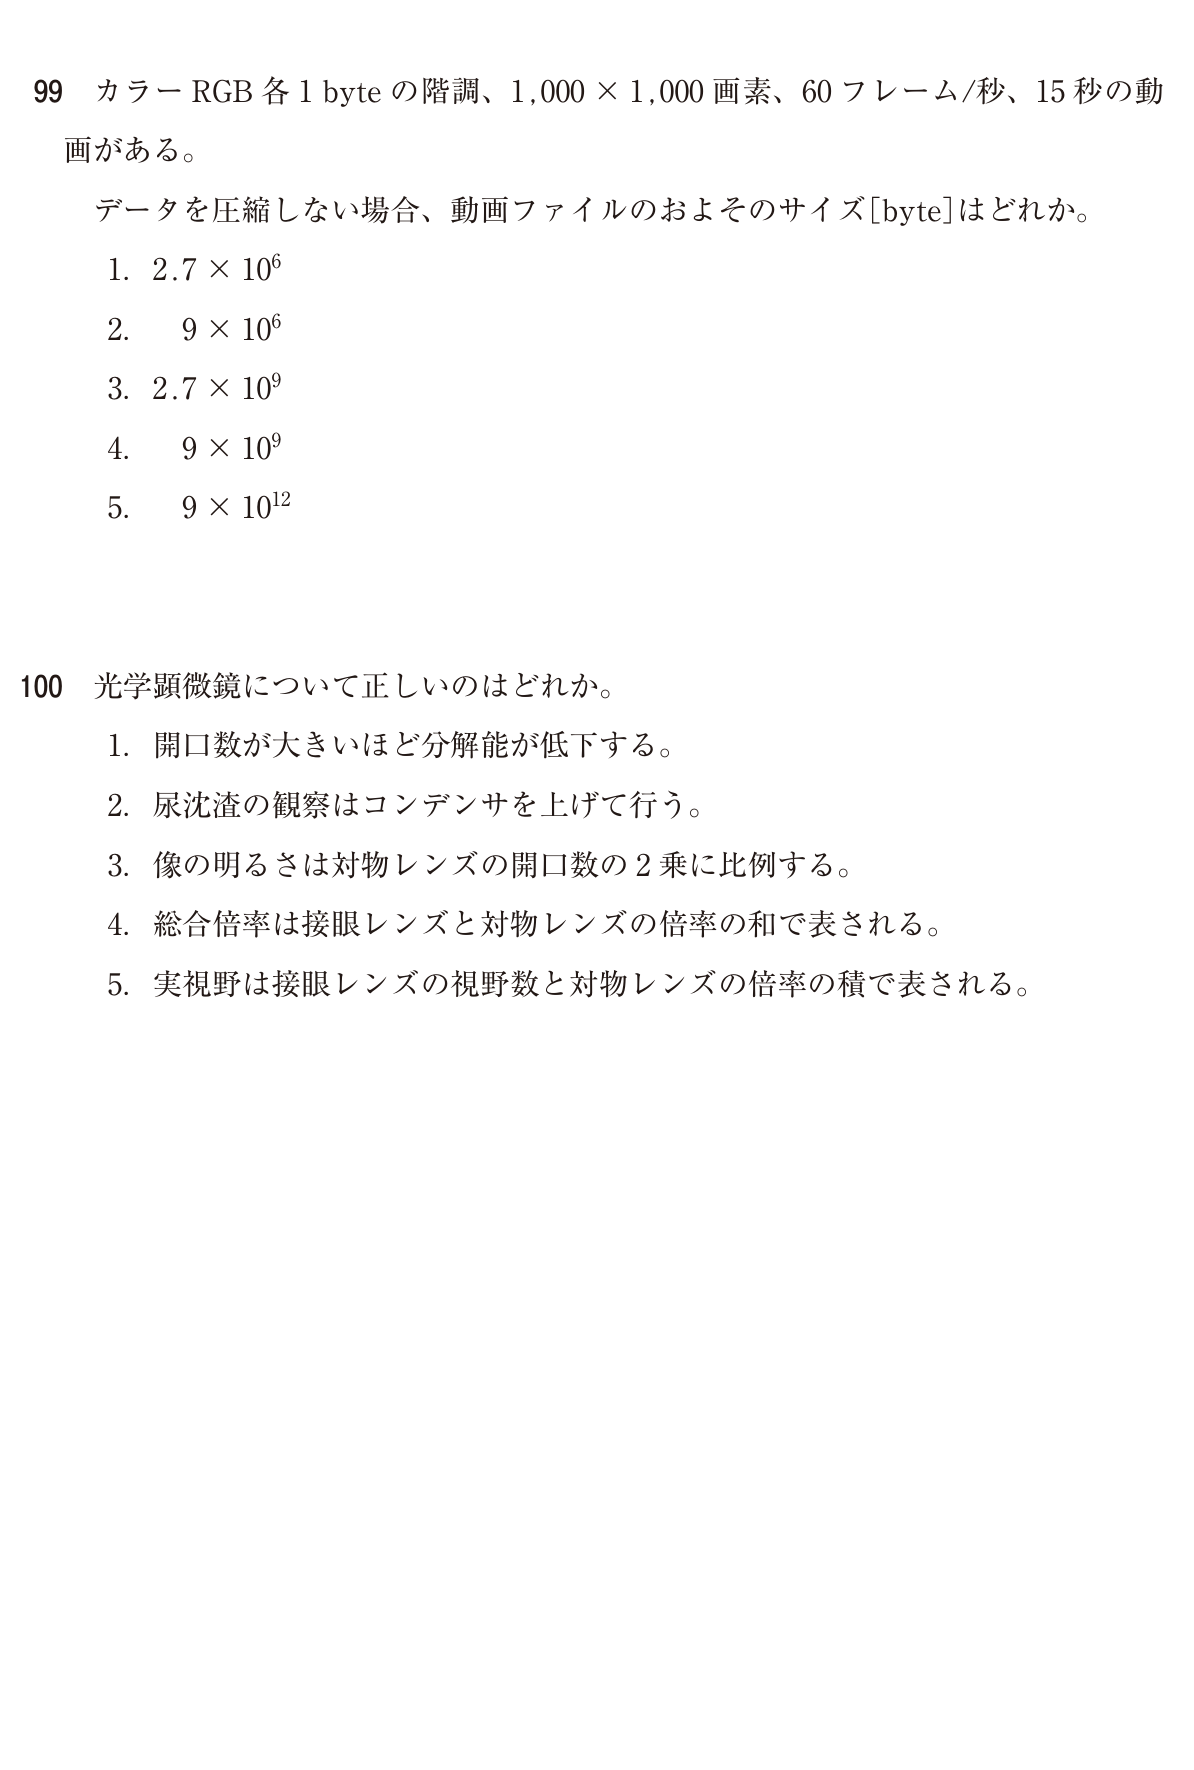 99 カラー RGB 各 1 byte の階調、1,000 × 1,000 画素、60 フレーム/秒、15 秒の動
画がある。
データを圧縮しない場合、動画ファイルのおよそのサイズ[byte]はどれか。
1. 2.7 × 10⁶
2. 9 × 10⁶
3. 2.7 × 10⁹
4. 9 × 10⁹
5. 9 × 10¹²
100 光学顕微鏡について正しいのはどれか。
1. 開口数が大きいほど分解能が低下する。
2. 尿沈渣の観察はコンデンサを上げて行う。
3. 像の明るさは対物レンズの開口数の 2 乗に比例する。
4. 総合倍率は接眼レンズと対物レンズの倍率の和で表される。
5. 実視野は接眼レンズの視野数と対物レンズの倍率の積で表される。